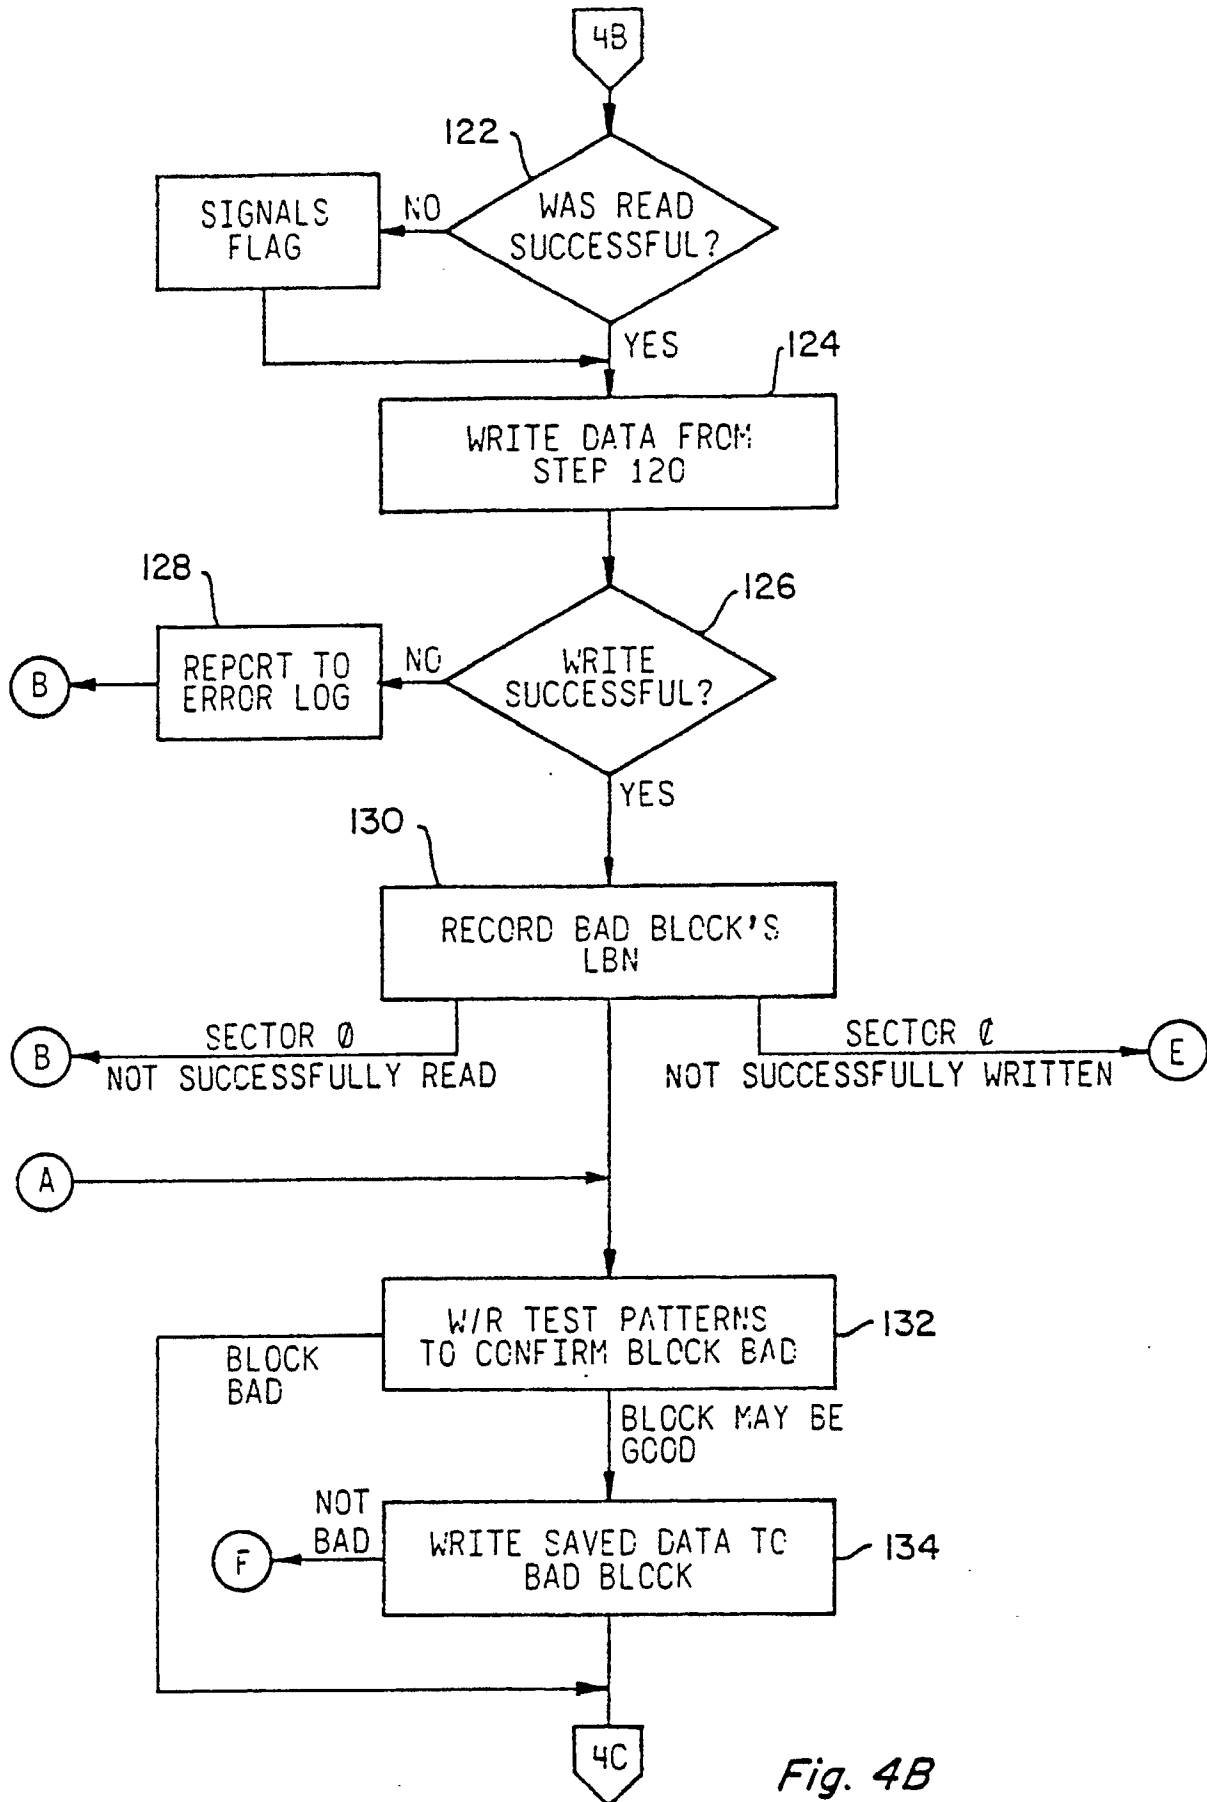 4B
122
WAS READ
SUCCESSFUL?
NO
SIGNALS
FLAG
YES
124
WRITE DATA FROM
STEP 120
128
126
WRITE
SUCCESSFUL?
NO
REPORT TO
ERROR LOG
B
YES
130
RECORD BAD BLOCK'S
LBN
SECTOR 0
NOT SUCCESSFULLY READ
B
SECTOR 0
NOT SUCCESSFULLY WRITTEN
E
A
W/R TEST PATTERNS
TO CONFIRM BLOCK BAD
132
BLOCK
BAD
BLOCK MAY BE
GOOD
NOT
BAD
F
WRITE SAVED DATA TO
BAD BLOCK
134
4C
Fig. 4B